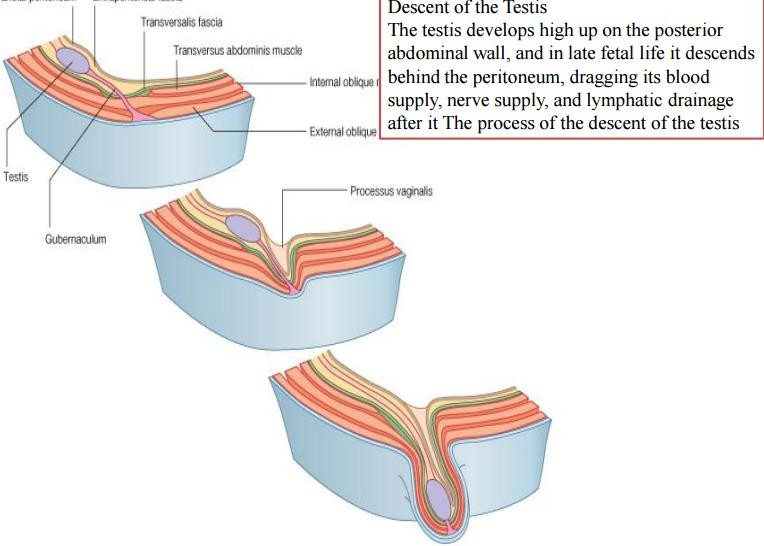 Transversalis fascia
Transversus abdominis muscle
Internal oblique
External oblique
Testis
Gubernaculum
Processus vaginalis
Descent of the Testis
The testis develops high up on the posterior
abdominal wall, and in late fetal life it descends
behind the peritoneum, dragging its blood
supply, nerve supply, and lymphatic drainage
after it The process of the descent of the testis